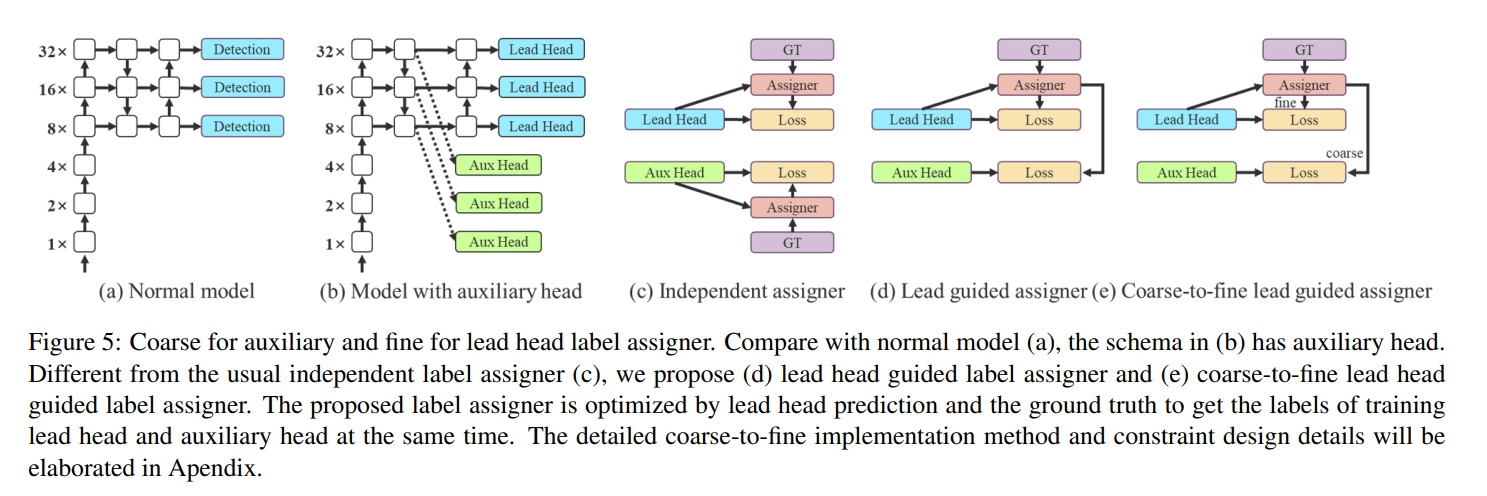 32× Detection
16× Detection
8× Detection
4×
2×
1×
(a) Normal model
32× Lead Head
16× Lead Head
8× Lead Head
4× Aux Head
2× Aux Head
1× Aux Head
(b) Model with auxiliary head
GT
Assigner
Lead Head Loss
Aux Head Loss
Assigner
GT
(c) Independent assigner
GT
Assigner
Lead Head Loss
Aux Head Loss
(d) Lead guided assigner
GT
Assigner
fine
Lead Head Loss
coarse
Aux Head Loss
(e) Coarse-to-fine lead guided assigner
Figure 5: Coarse for auxiliary and fine for lead head label assigner. Compare with normal model (a), the schema in (b) has auxiliary head.
Different from the usual independent label assigner (c), we propose (d) lead head guided label assigner and (e) coarse-to-fine lead head
guided label assigner. The proposed label assigner is optimized by lead head prediction and the ground truth to get the labels of training
lead head and auxiliary head at the same time. The detailed coarse-to-fine implementation method and constraint design details will be
elaborated in Apendix.